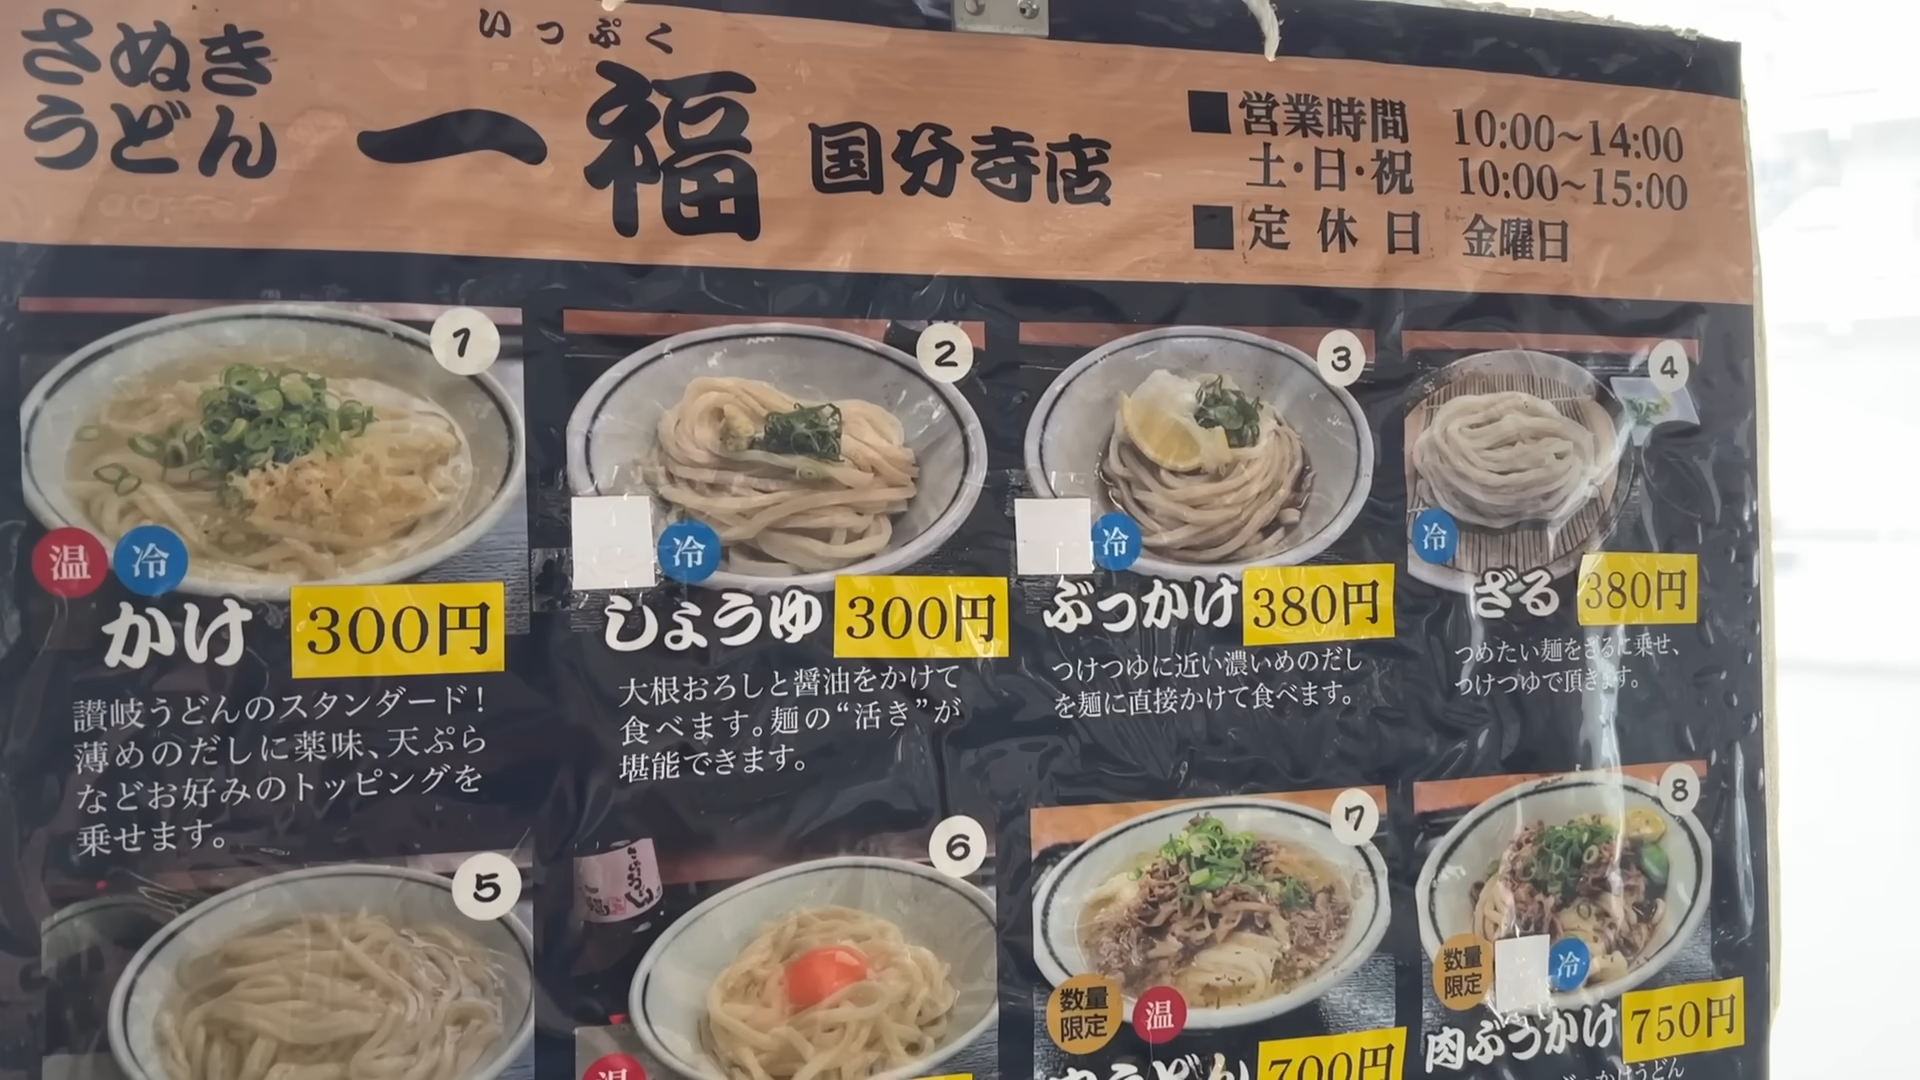 さぬき
うどん
いっぷく
一福 国分寺店
■営業時間 10:00~14:00
土・日・祝 10:00~15:00
■定休日 金曜日
1
温 冷
かけ 300円
讃岐うどんのスタンダード!
薄めのだしに薬味、天ぷら
などお好みのトッピングを
乗せます。
2
冷
しょうゆ 300円
大根おろしと醤油をかけて
食べます。麺の“活き”が
堪能できます。
3
冷
ぶっかけ 380円
つけつゆに近い濃いめのだし
を麺に直接かけて食べます。
4
冷
ざる 380円
つめたい麺をざるに乗せ、
つけつゆで頂きます。
5
6
温
7
数量
限定
温
うどん 700円
8
数量
限定
冷
肉ぶっかけ 750円
ぶっかけうどん